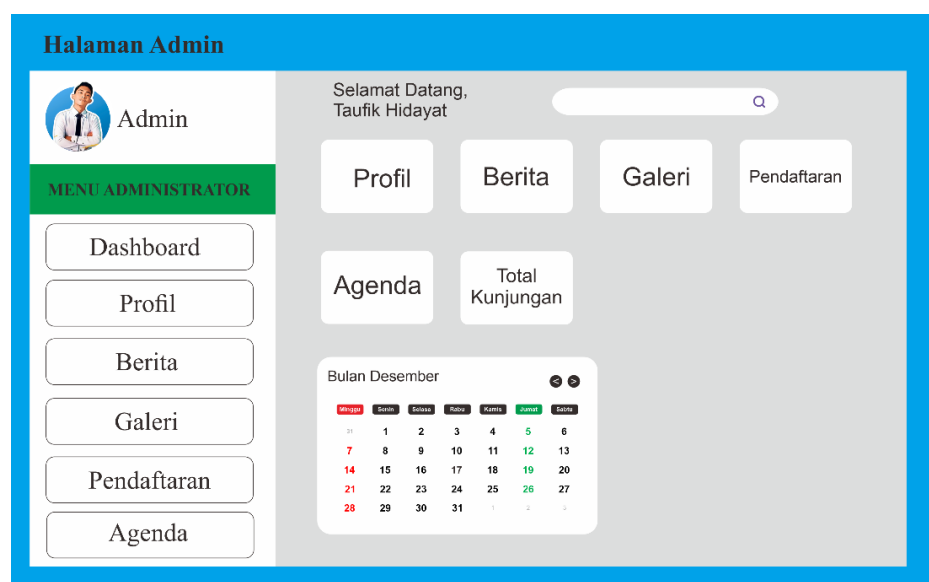 Halaman Admin
Admin
MENU ADMINISTRATOR
Dashboard
Profil
Berita
Galeri
Pendaftaran
Agenda
Selamat Datang,
Taufik Hidayat
Profil
Berita
Galeri
Pendaftaran
Agenda
Total
Kunjungan
Bulan Desember
< >
Minggu Senin Selasa Rabu Kamis Jumat Sabtu
31 1 2 3 4 5 6
7 8 9 10 11 12 13
14 15 16 17 18 19 20
21 22 23 24 25 26 27
28 29 30 31 1 2 3